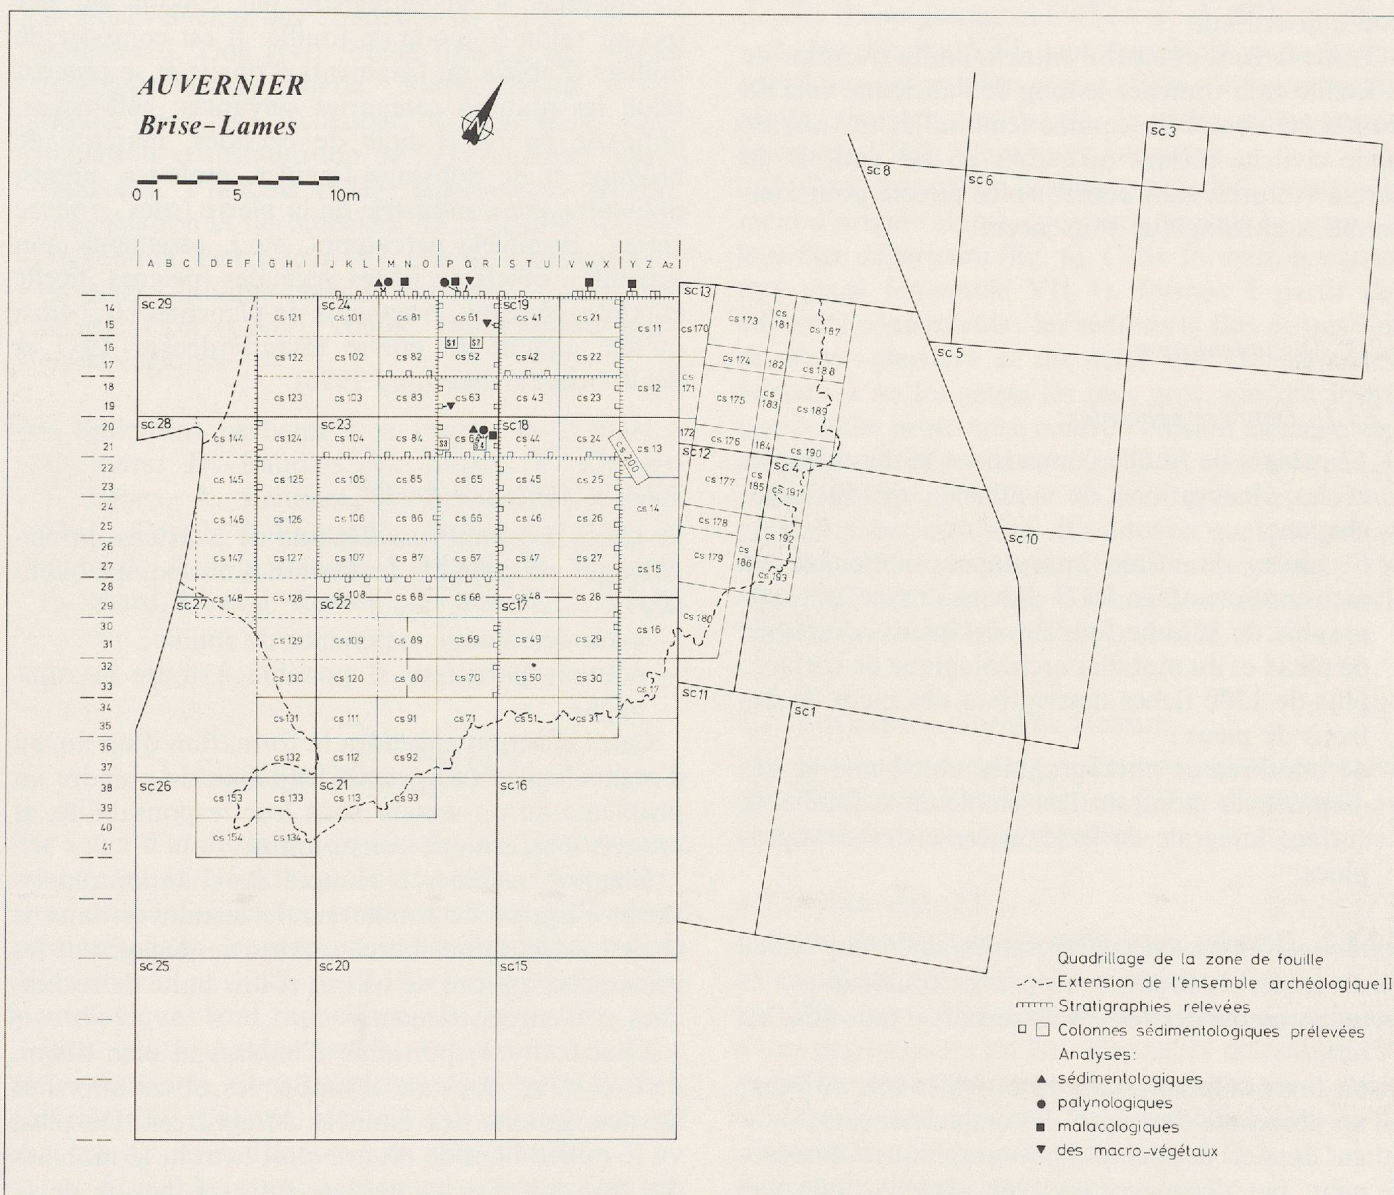 AUVERNIER
Brise-Lames
N
0 1 5 10m
sc 3
sc 8 sc 6
A B C D E F G H I J K L M N O P Q R S T U V W X Y Z Az
sc 29 sc 24 sc 19 sc 13
14 cs 121 cs 101 cs 81 cs 61 cs 41 cs 21 cs 11 cs 170 cs 173 cs 181 cs 187
15
16 cs 122 cs 102 cs 82 S1 S2 cs 62 cs 42 cs 22 cs 174 182 cs 188 sc 5
17
18 cs 123 cs 103 cs 83 cs 63 cs 43 cs 23 cs 12 cs 171 cs 175 cs 183 cs 189
19
sc 28 sc 23 sc 18
20 cs 144 cs 124 cs 104 cs 84 S3 cs 64 S4 cs 44 cs 24 cs 200 cs 13 172 cs 176 184 cs 190
21
sc 12 sc 4
22 cs 145 cs 125 cs 105 cs 85 cs 65 cs 45 cs 25 cs 177 cs 185 cs 191
23
24 cs 146 cs 126 cs 106 cs 86 cs 66 cs 46 cs 26 cs 14 cs 178 cs 192 sc 10
25
26 cs 147 cs 127 cs 107 cs 87 cs 67 cs 47 cs 27 cs 15 cs 179 cs 186 cs 193
27
28 cs 148 cs 128 cs 108 cs 88 cs 68 cs 48 cs 28
29 sc 27 sc 22 sc 17
30 cs 129 cs 109 cs 89 cs 69 cs 49 cs 29 cs 16 cs 180
31
32 cs 130 cs 120 cs 80 cs 70 cs 50 cs 30 cs 17
33
34 cs 131 cs 111 cs 91 cs 71 cs 51 cs 31 sc 11 sc 1
35
36 cs 132 cs 112 cs 92
37
sc 26 sc 21 sc 16
38 cs 153 cs 133 cs 113 cs 93
39
40 cs 154 cs 134
41
sc 25 sc 20 sc 15
Quadrillage de la zone de fouille
Extension de l'ensemble archéologique II
Stratigraphies relevées
Colonnes sédimentologiques prélevées
Analyses:
sédimentologiques
palynologiques
malacologiques
des macro-végétaux